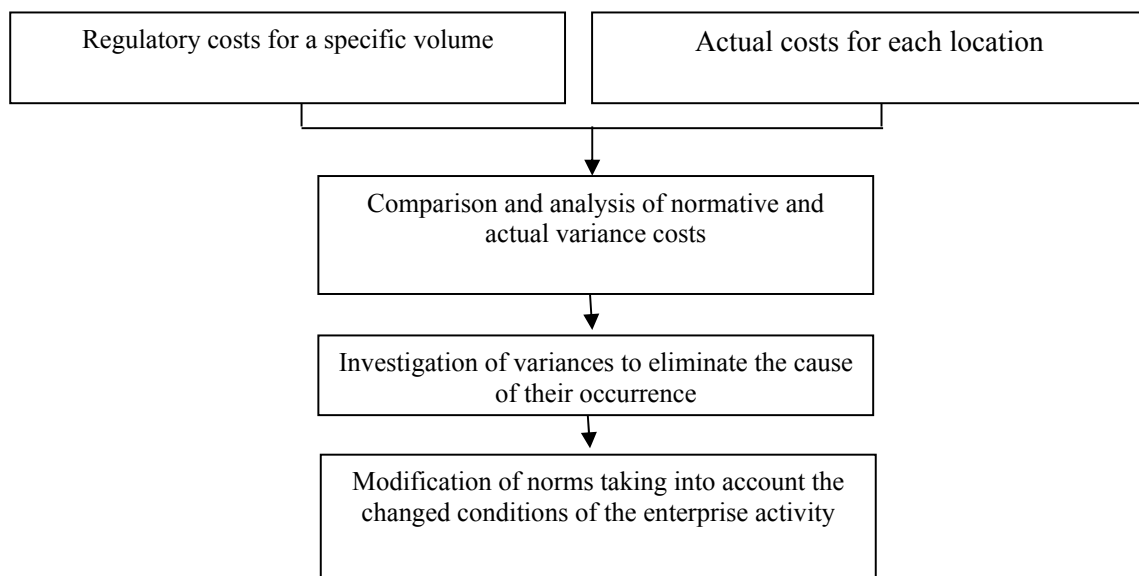 Regulatory costs for a specific volume
Actual costs for each location
Comparison and analysis of normative and
actual variance costs
Investigation of variances to eliminate the cause
of their occurrence
Modification of norms taking into account the
changed conditions of the enterprise activity